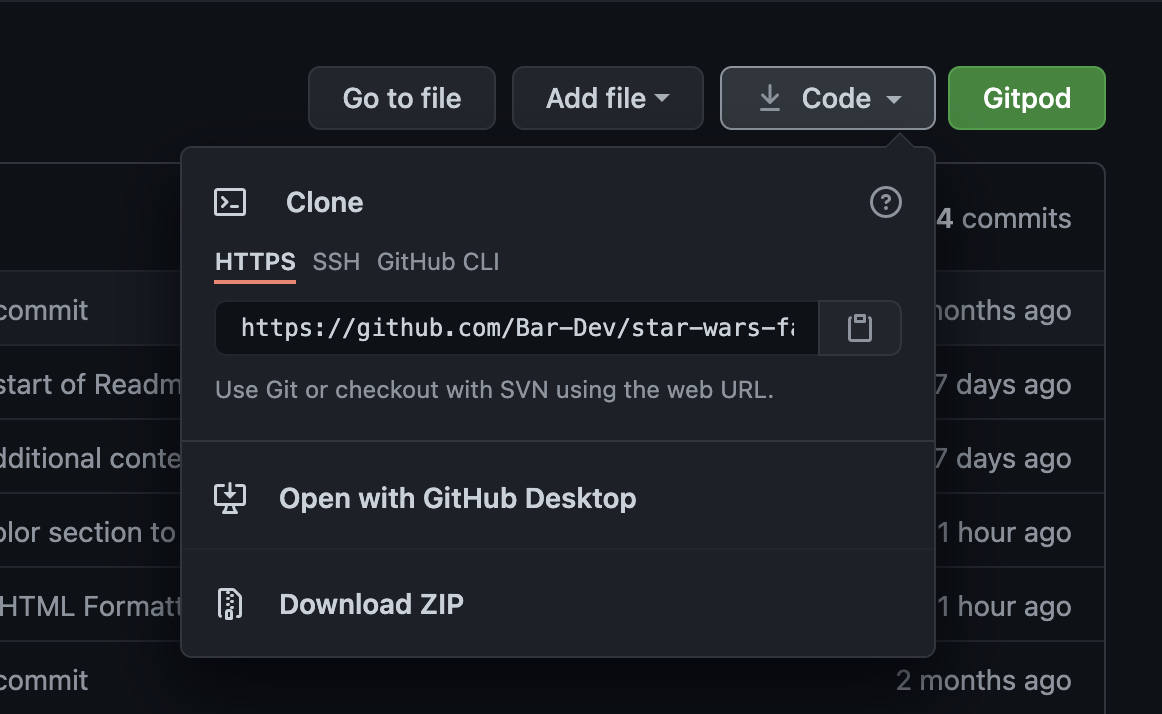 Go to file
Add file
Code
Gitpod
Clone
4 commits
HTTPS SSH GitHub CLI
commit
https://github.com/Bar-Dev/star-wars-fa
months ago
start of Readm
Use Git or checkout with SVN using the web URL.
7 days ago
dditional conte
7 days ago
Open with GitHub Desktop
olor section to
1 hour ago
HTML Formatt
Download ZIP
1 hour ago
commit
2 months ago